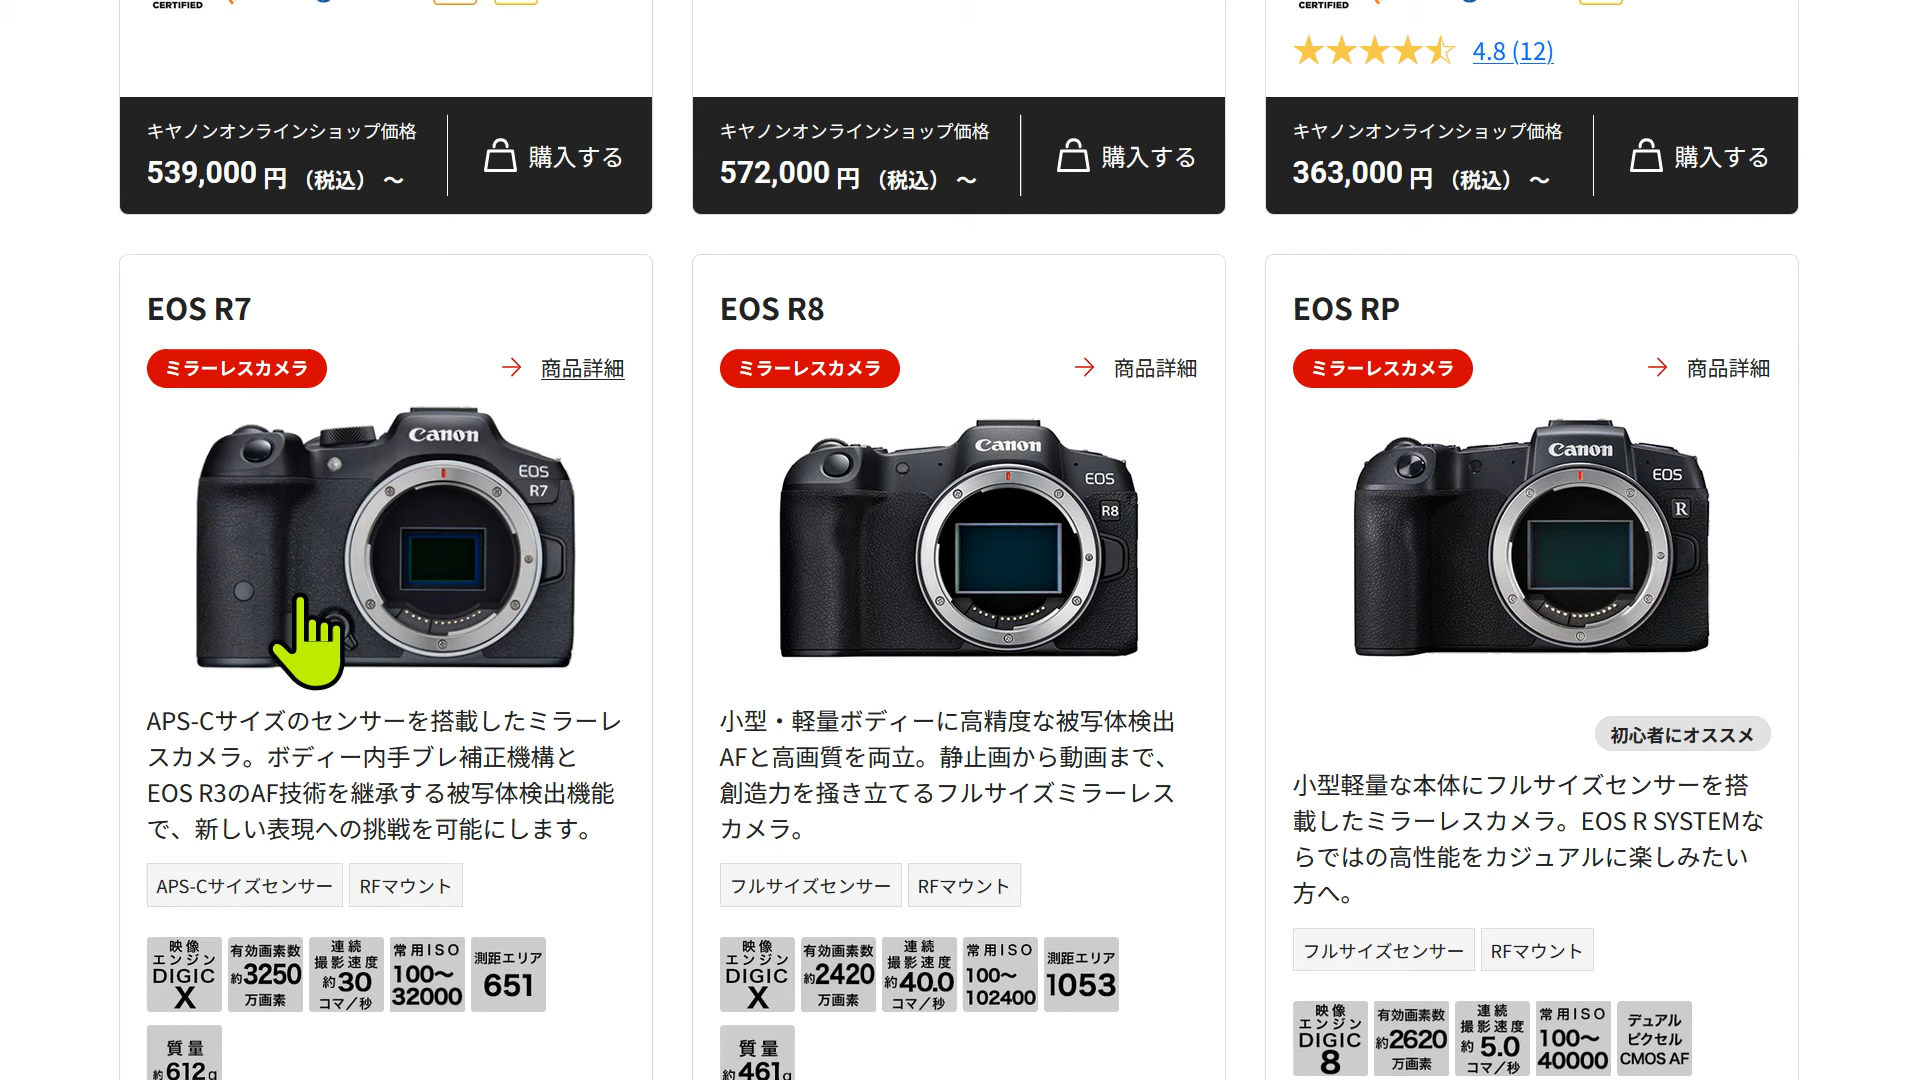 CERTIFIED
CERTIFIED
4.8 (12)
キヤノンオンラインショップ価格
539,000 円 （税込） ～
購入する
キヤノンオンラインショップ価格
572,000 円 （税込） ～
購入する
キヤノンオンラインショップ価格
363,000 円 （税込） ～
購入する
EOS R7
ミラーレスカメラ
商品詳細
Canon
EOS
R7
APS-Cサイズのセンサーを搭載したミラーレ
スカメラ。ボディー内手ブレ補正機構と
EOS R3のAF技術を継承する被写体検出機能
で、新しい表現への挑戦を可能にします。
APS-Cサイズセンサー
RFマウント
映像
エンジン
DIGIC
X
有効画素数
約3250
万画素
連続
撮影速度
約30
コマ／秒
常用ISO
100～
32000
測距エリア
651
質量
約612g
EOS R8
ミラーレスカメラ
商品詳細
Canon
EOS
R8
小型・軽量ボディーに高精度な被写体検出
AFと高画質を両立。静止画から動画まで、
創造力を掻き立てるフルサイズミラーレス
カメラ。
フルサイズセンサー
RFマウント
映像
エンジン
DIGIC
X
有効画素数
約2420
万画素
連続
撮影速度
約40.0
コマ／秒
常用ISO
100～
102400
測距エリア
1053
質量
約461g
EOS RP
ミラーレスカメラ
商品詳細
Canon
EOS
R
初心者にオススメ
小型軽量な本体にフルサイズセンサーを搭
載したミラーレスカメラ。EOS R SYSTEMな
らではの高性能をカジュアルに楽しみたい
方へ。
フルサイズセンサー
RFマウント
映像
エンジン
DIGIC
8
有効画素数
約2620
万画素
連続
撮影速度
約5.0
コマ／秒
常用ISO
100～
40000
デュアル
ピクセル
CMOS AF